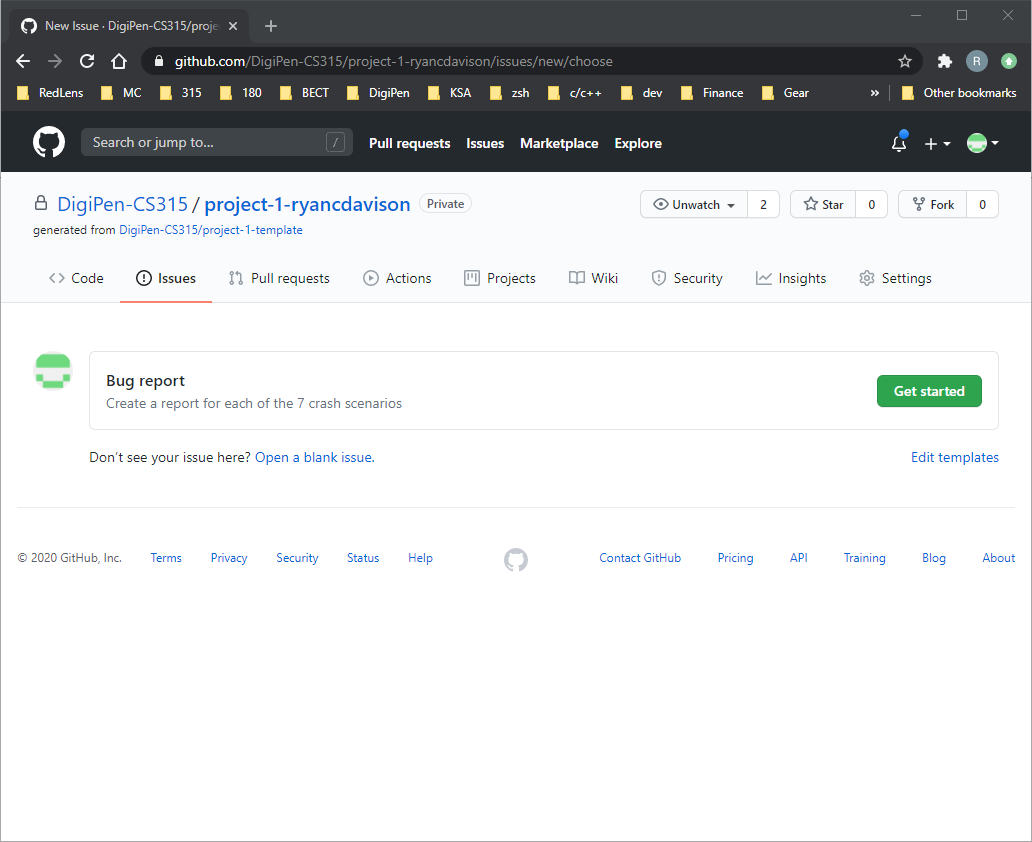 New Issue · DigiPen-CS315/proje
github.com/DigiPen-CS315/project-1-ryancdavison/issues/new/choose
R
RedLens MC 315 180 BECT DigiPen KSA zsh c/c++ dev Finance Gear » Other bookmarks
Search or jump to... / Pull requests Issues Marketplace Explore
DigiPen-CS315 / project-1-ryancdavison Private Unwatch 2 Star 0 Fork 0
generated from DigiPen-CS315/project-1-template
Code Issues Pull requests Actions Projects Wiki Security Insights Settings
Bug report
Create a report for each of the 7 crash scenarios
Get started
Don’t see your issue here? Open a blank issue. Edit templates
© 2020 GitHub, Inc. Terms Privacy Security Status Help Contact GitHub Pricing API Training Blog About